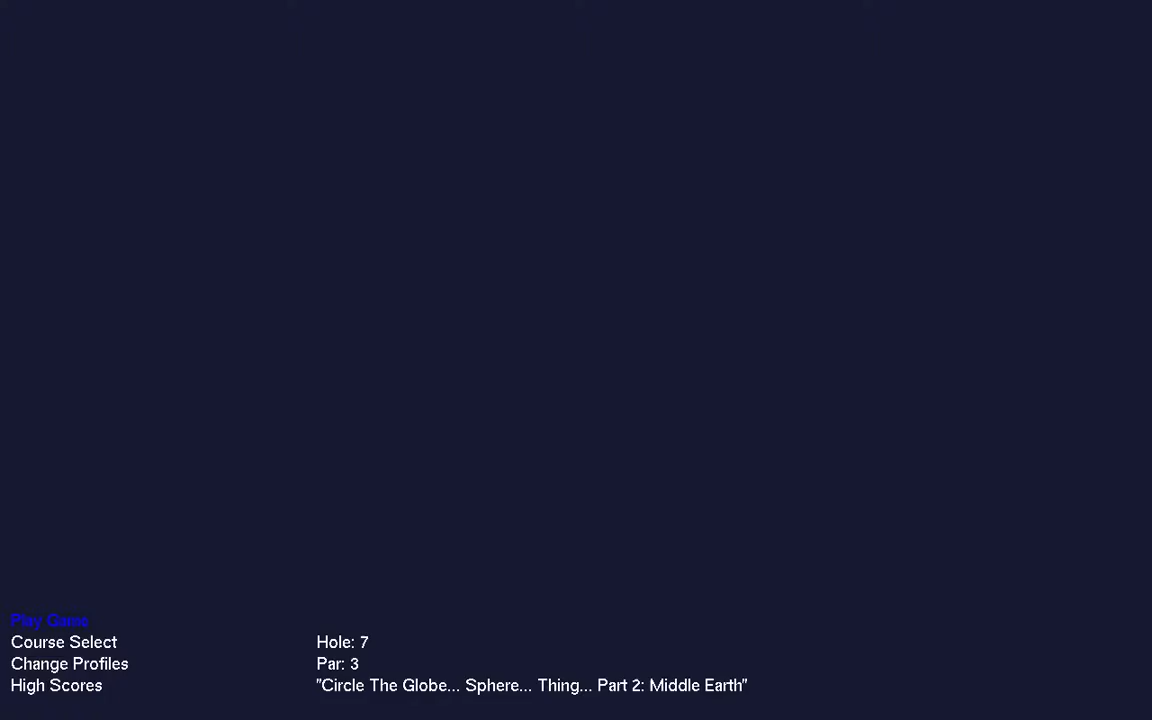 Play Game
Course Select
Hole: 7
Change Profiles
Par: 3
High Scores
"Circle The Globe... Sphere... Thing... Part 2: Middle Earth"